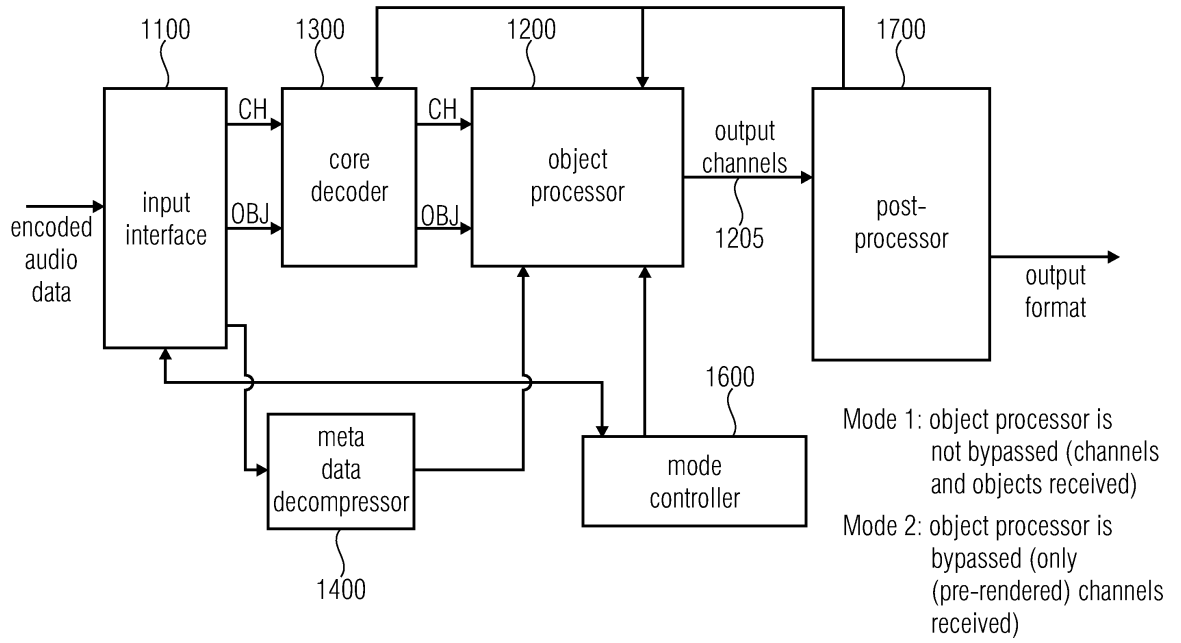 1100
1300
1200
1700
CH
CH
OBJ
OBJ
encoded
audio
data
input
interface
core
decoder
object
processor
output
channels
1205
post-
processor
output
format
meta
data
decompressor
1400
1600
mode
controller
Mode 1: object processor is
not bypassed (channels
and objects received)
Mode 2: object processor is
bypassed (only
(pre-rendered) channels
received)